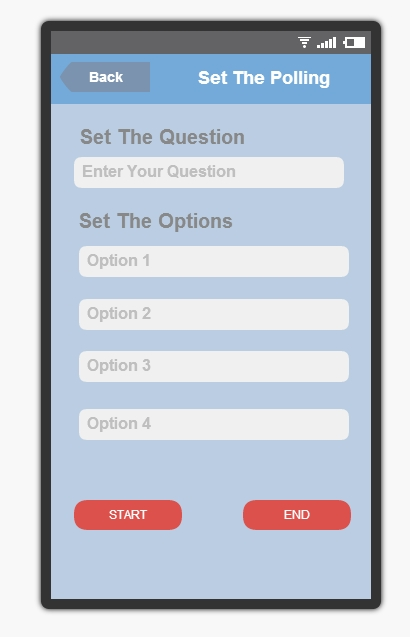 Back
Set The Polling
Set The Question
Enter Your Question
Set The Options
Option 1
Option 2
Option 3
Option 4
START
END